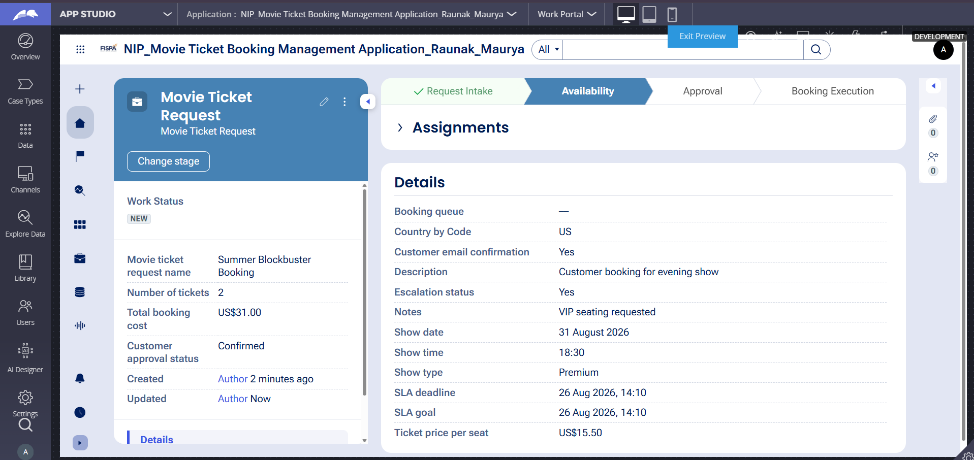 APP STUDIO
Application : NIP_Movie Ticket Booking Management Application_Raunak_Maurya
Work Portal
Exit Preview
DEVELOPMENT
FIGPA
NIP_Movie Ticket Booking Management Application_Raunak_Maurya
All
A
Overview
Case Types
Data
Channels
Explore Data
Library
Users
AI Designer
Settings
A
Movie Ticket
Request
Movie Ticket Request
Change stage
Work Status
NEW
Movie ticket request name Summer Blockbuster Booking
Number of tickets 2
Total booking cost US$31.00
Customer approval status Confirmed
Created Author 2 minutes ago
Updated Author Now
Details
Request Intake
Availability
Approval
Booking Execution
Assignments
Details
Booking queue —
Country by Code US
Customer email confirmation Yes
Description Customer booking for evening show
Escalation status Yes
Notes VIP seating requested
Show date 31 August 2026
Show time 18:30
Show type Premium
SLA deadline 26 Aug 2026, 14:10
SLA goal 26 Aug 2026, 14:10
Ticket price per seat US$15.50
0
0